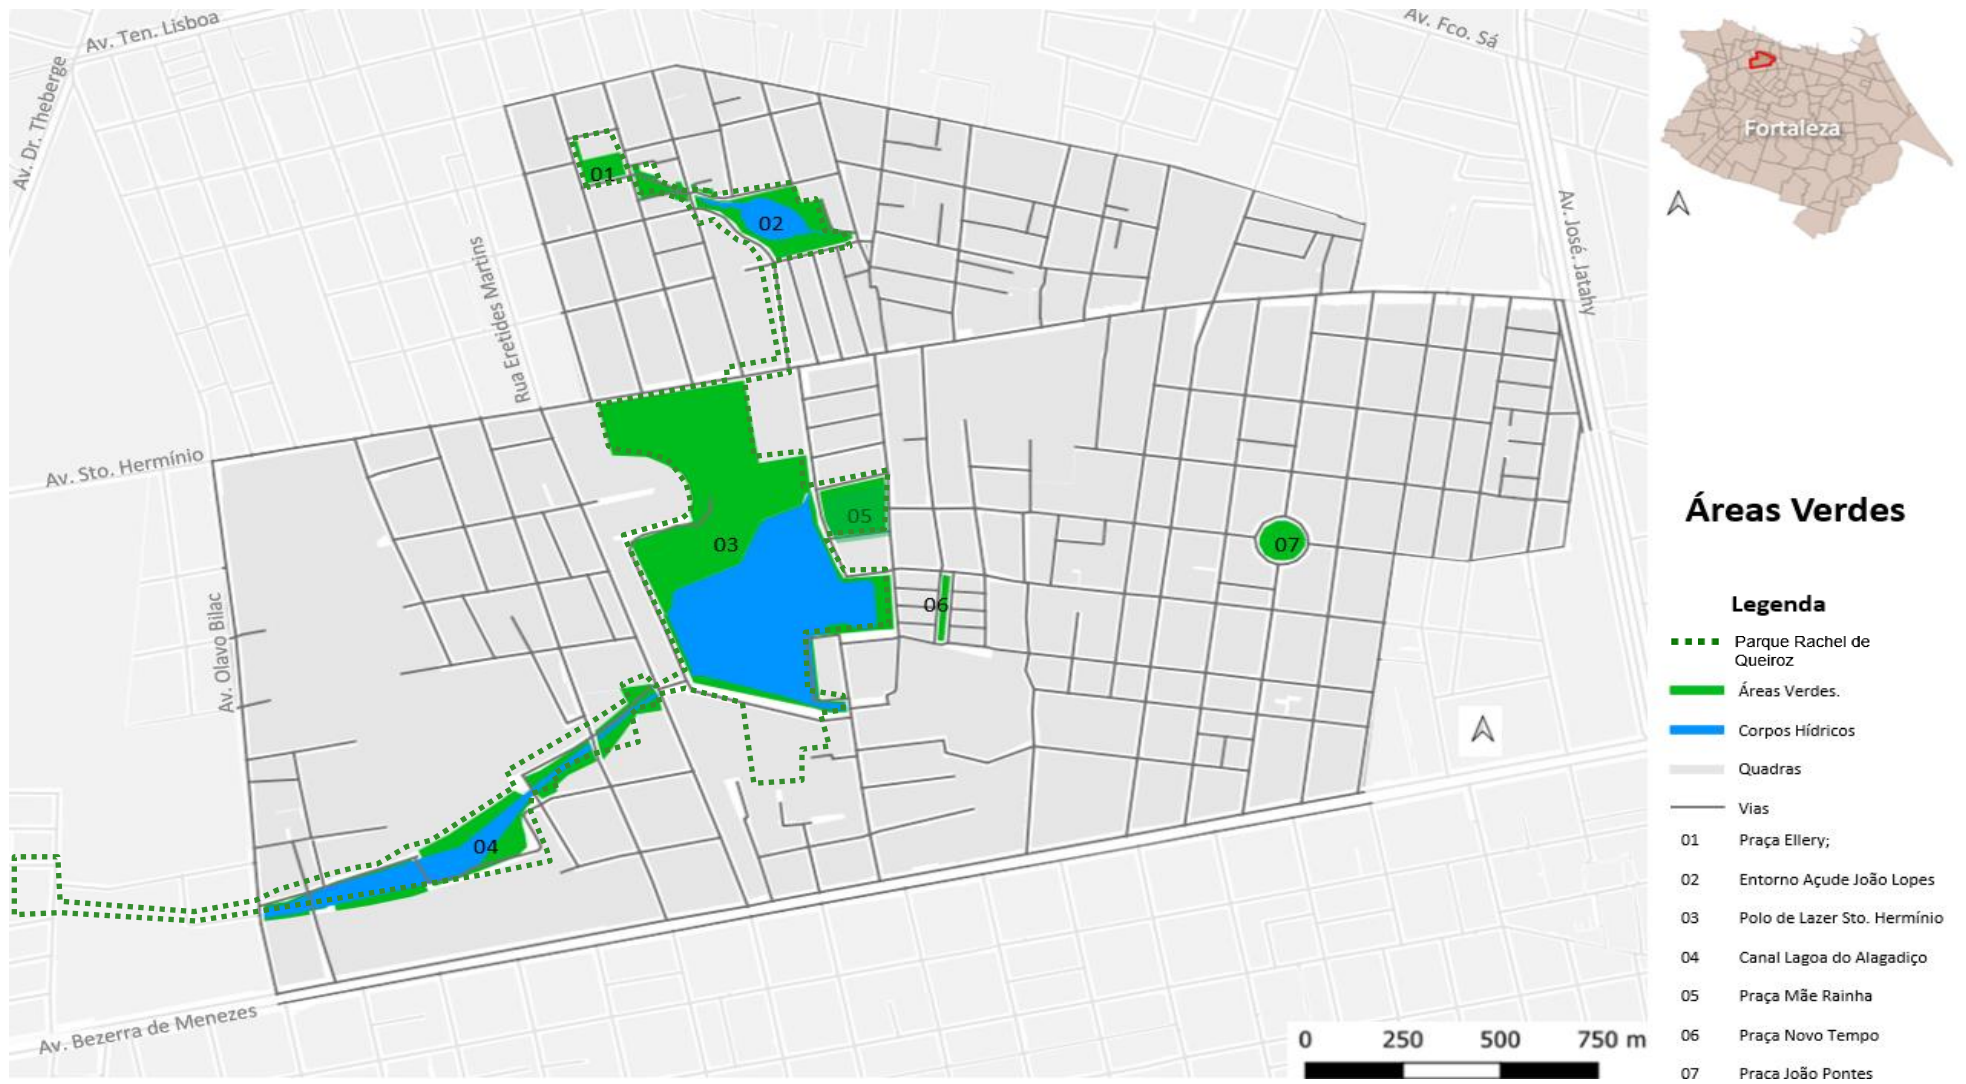 Av. Ten. Lisboa
Av. Fco. Sá
Av. Dr. Theberge
Fortaleza
01
02
Av. José. Jatahy
Rua Eretides Martins
Av. Sto. Hermínio
05
03
07
06
Av. Olavo Bilac
04
Av. Bezerra de Menezes
0 250 500 750 m
Áreas Verdes
Legenda
Parque Rachel de
Queiroz
Áreas Verdes.
Corpos Hídricos
Quadras
Vias
01 Praça Ellery;
02 Entorno Açude João Lopes
03 Polo de Lazer Sto. Hermínio
04 Canal Lagoa do Alagadiço
05 Praça Mãe Rainha
06 Praça Novo Tempo
07 Praça João Pontes